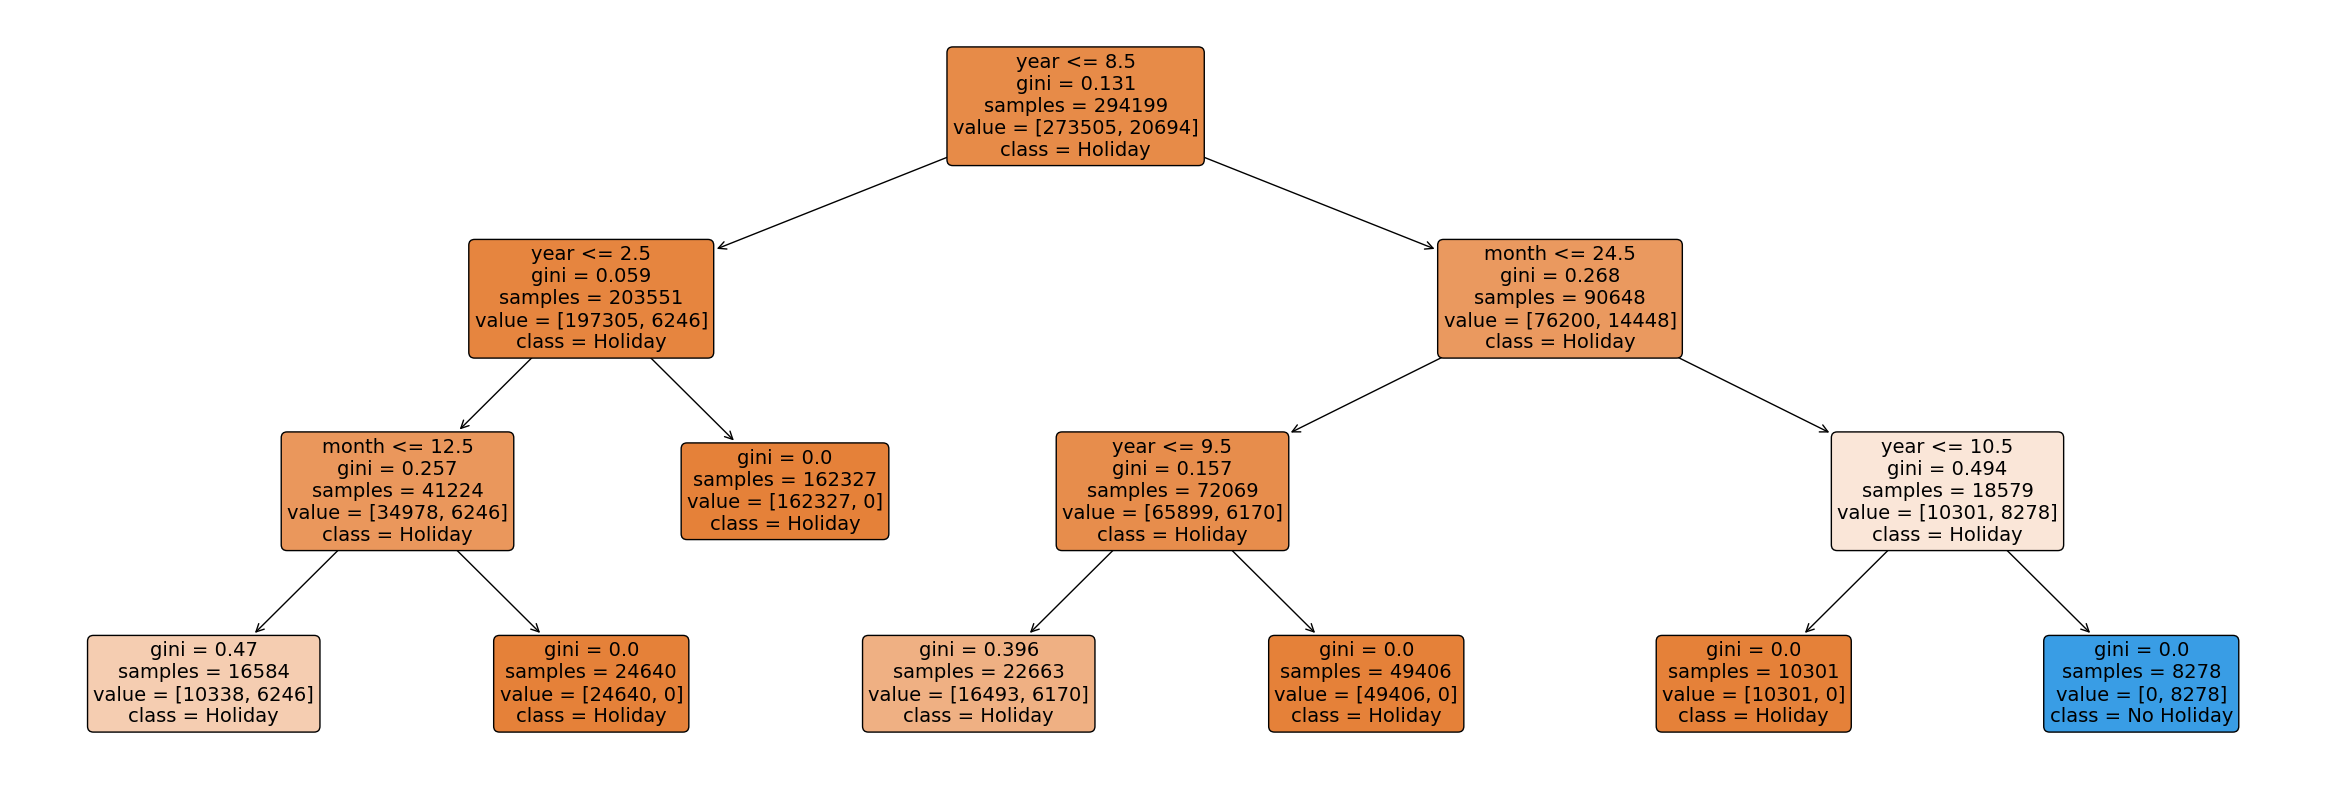 year <= 8.5
gini = 0.131
samples = 294199
value = [273505, 20694]
class = Holiday
year <= 2.5
gini = 0.059
samples = 203551
value = [197305, 6246]
class = Holiday
month <= 24.5
gini = 0.268
samples = 90648
value = [76200, 14448]
class = Holiday
month <= 12.5
gini = 0.257
samples = 41224
value = [34978, 6246]
class = Holiday
gini = 0.0
samples = 162327
value = [162327, 0]
class = Holiday
year <= 9.5
gini = 0.157
samples = 72069
value = [65899, 6170]
class = Holiday
year <= 10.5
gini = 0.494
samples = 18579
value = [10301, 8278]
class = Holiday
gini = 0.47
samples = 16584
value = [10338, 6246]
class = Holiday
gini = 0.0
samples = 24640
value = [24640, 0]
class = Holiday
gini = 0.396
samples = 22663
value = [16493, 6170]
class = Holiday
gini = 0.0
samples = 49406
value = [49406, 0]
class = Holiday
gini = 0.0
samples = 10301
value = [10301, 0]
class = Holiday
gini = 0.0
samples = 8278
value = [0, 8278]
class = No Holiday